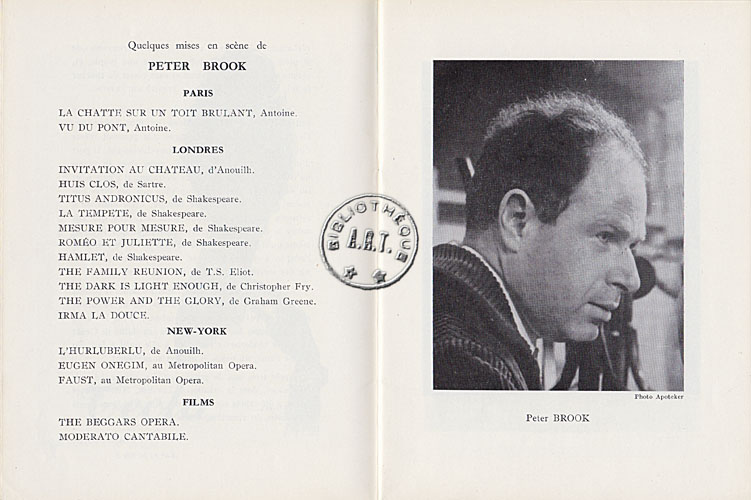 Quelques mises en scène de
PETER BROOK
PARIS
LA CHATTE SUR UN TOIT BRULANT, Antoine.
VU DU PONT, Antoine.
LONDRES
INVITATION AU CHATEAU, d'Anouilh.
HUIS CLOS, de Sartre.
TITUS ANDRONICUS, de Shakespeare.
LA TEMPETE, de Shakespeare.
MESURE POUR MESURE, de Shakespeare.
ROMÉO ET JULIETTE, de Shakespeare.
HAMLET, de Shakespeare.
THE FAMILY REUNION, de T.S. Eliot.
THE DARK IS LIGHT ENOUGH, de Christopher Fry.
THE POWER AND THE GLORY, de Graham Greene.
IRMA LA DOUCE.
NEW-YORK
L'HURLUBERLU, de Anouilh.
EUGEN ONEGIM, au Metropolitan Opera.
FAUST, au Metropolitan Opera.
FILMS
THE BEGGARS OPERA.
MODERATO CANTABILE.
BIBLIOTHÈQUE
A.R.T.
Photo Apoteker
Peter BROOK